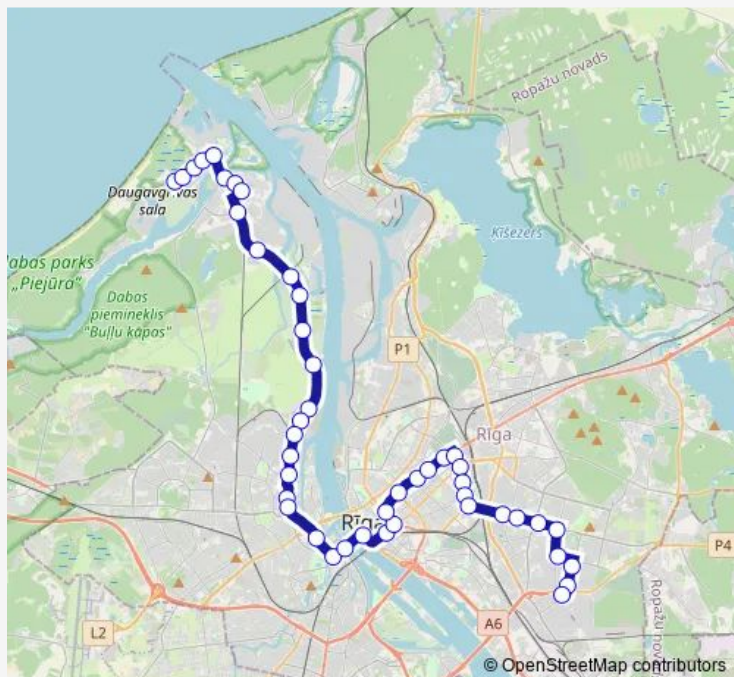 Ropažu novads
Daugavgrīvas
sala
Ķīšezers
Dabas parks
„Piejūra”
Dabas
piemineklis
"Buļļu kāpas"
P1
Rīga
Rīga
P4
A6
L2
Ropažu novads
© OpenStreetMap contributors